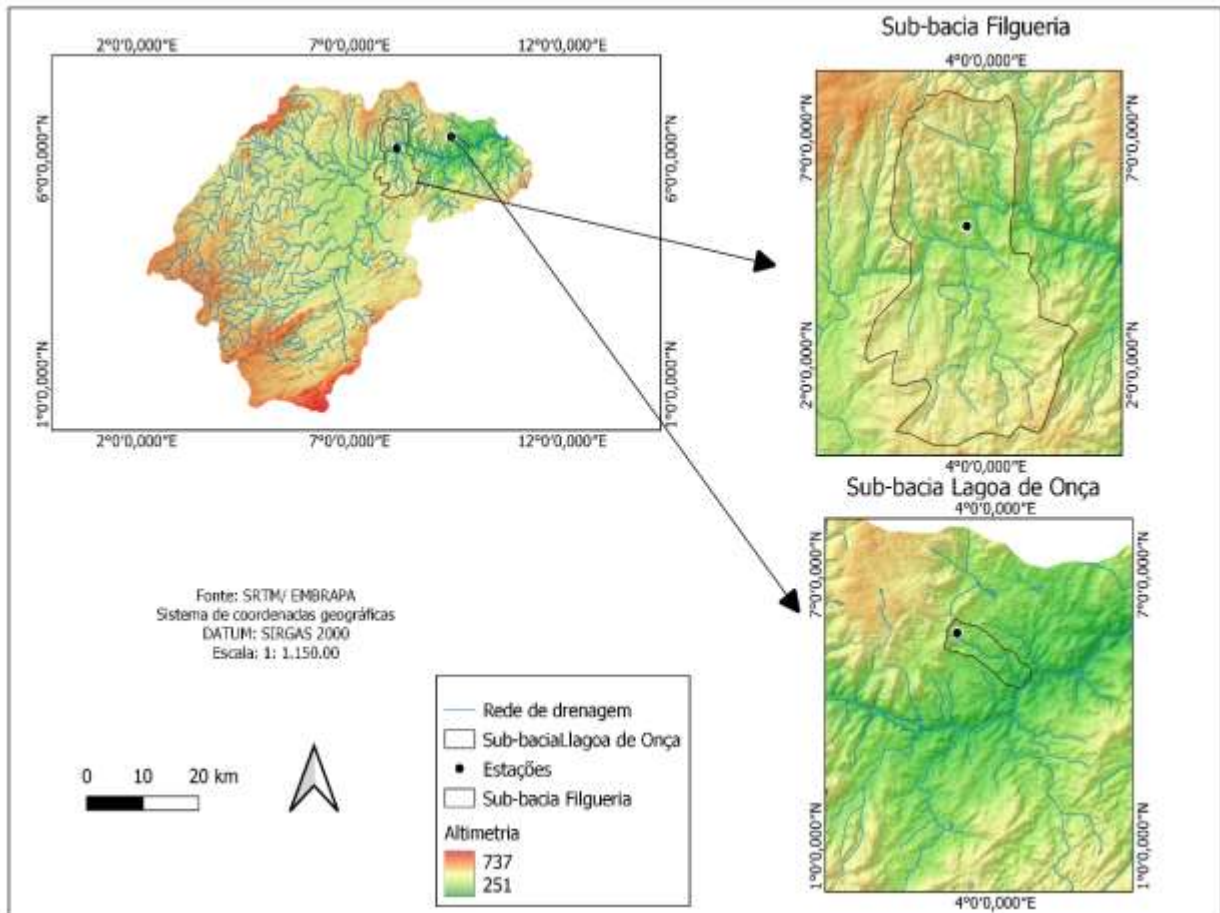 2°0'0,000"E 7°0'0,000"E 12°0'0,000"E
6°0'0,000"N
6°0'0,000"N
1°0'0,000"N
1°0'0,000"N
2°0'0,000"E 7°0'0,000"E 12°0'0,000"E
Sub-bacia Filgueria
4°0'0,000"E
7°0'0,000"N
7°0'0,000"N
2°0'0,000"N
2°0'0,000"N
4°0'0,000"E
Sub-bacia Lagoa de Onça
4°0'0,000"E
7°0'0,000"N
7°0'0,000"N
1°0'0,000"N
1°0'0,000"N
4°0'0,000"E
Fonte: SRTM/ EMBRAPA
Sistema de coordenadas geográficas
DATUM: SIRGAS 2000
Escala: 1: 1.150.00
0 10 20 km
Rede de drenagem
Sub-baciaLlagoa de Onça
Estações
Sub-bacia Filgueria
Altimetria
737
251